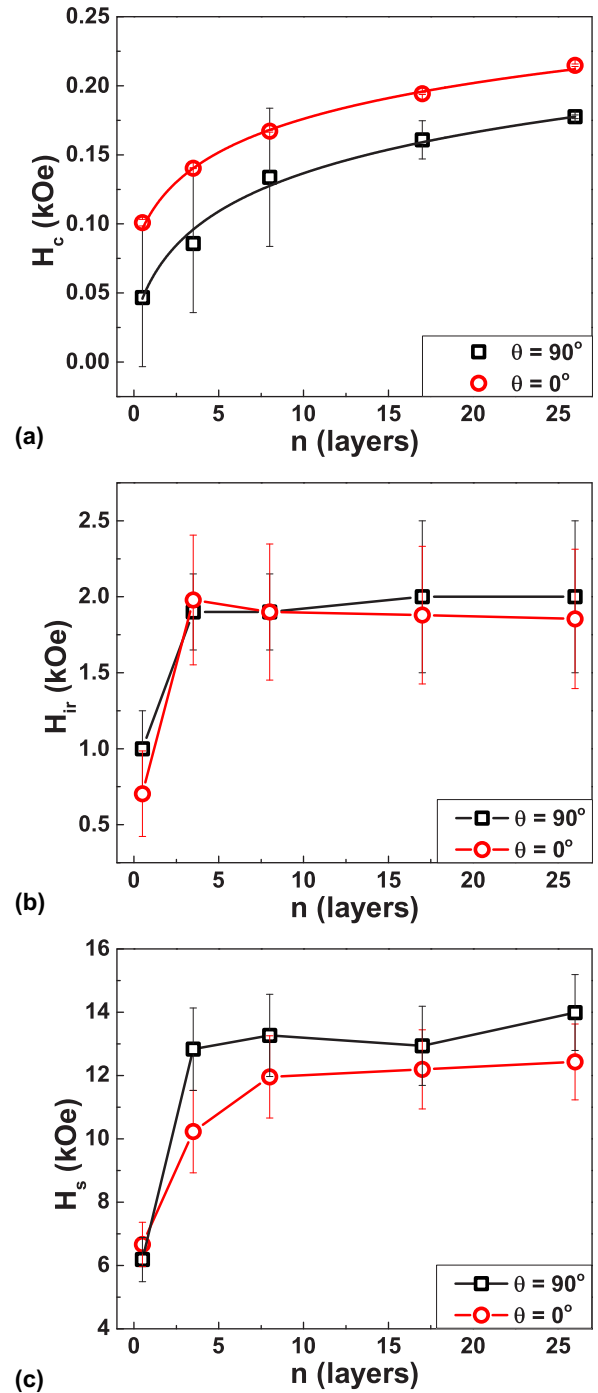 0.25
0.20
0.15
0.10
0.05
0.00
H_c (kOe)
0 5 10 15 20 25
n (layers)
θ = 90°
θ = 0°
(a)
2.5
2.0
1.5
1.0
0.5
H_ir (kOe)
0 5 10 15 20 25
n (layers)
θ = 90°
θ = 0°
(b)
16
14
12
10
8
6
4
H_s (kOe)
0 5 10 15 20 25
n (layers)
θ = 90°
θ = 0°
(c)